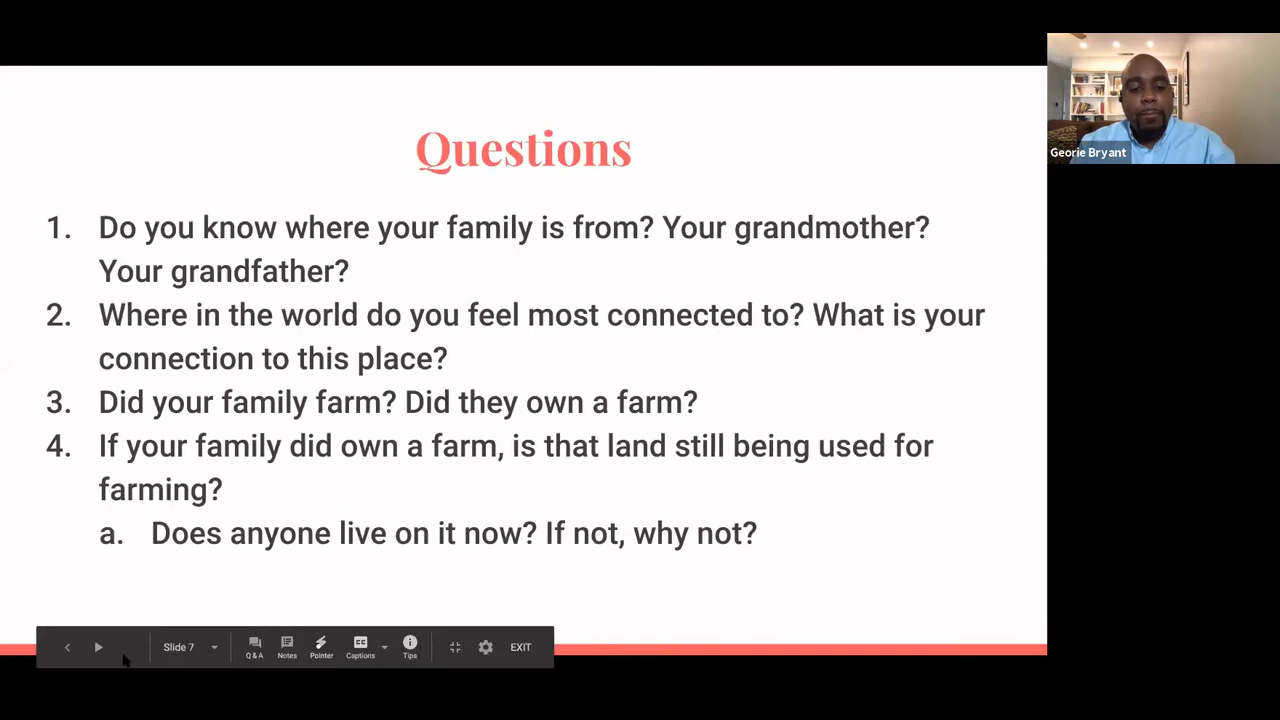 Questions
1. Do you know where your family is from? Your grandmother?
Your grandfather?
2. Where in the world do you feel most connected to? What is your
connection to this place?
3. Did your family farm? Did they own a farm?
4. If your family did own a farm, is that land still being used for
farming?
a. Does anyone live on it now? If not, why not?
Georie Bryant
Slide 7
Q & A
Notes
Pointer
CC
Captions
Tips
EXIT